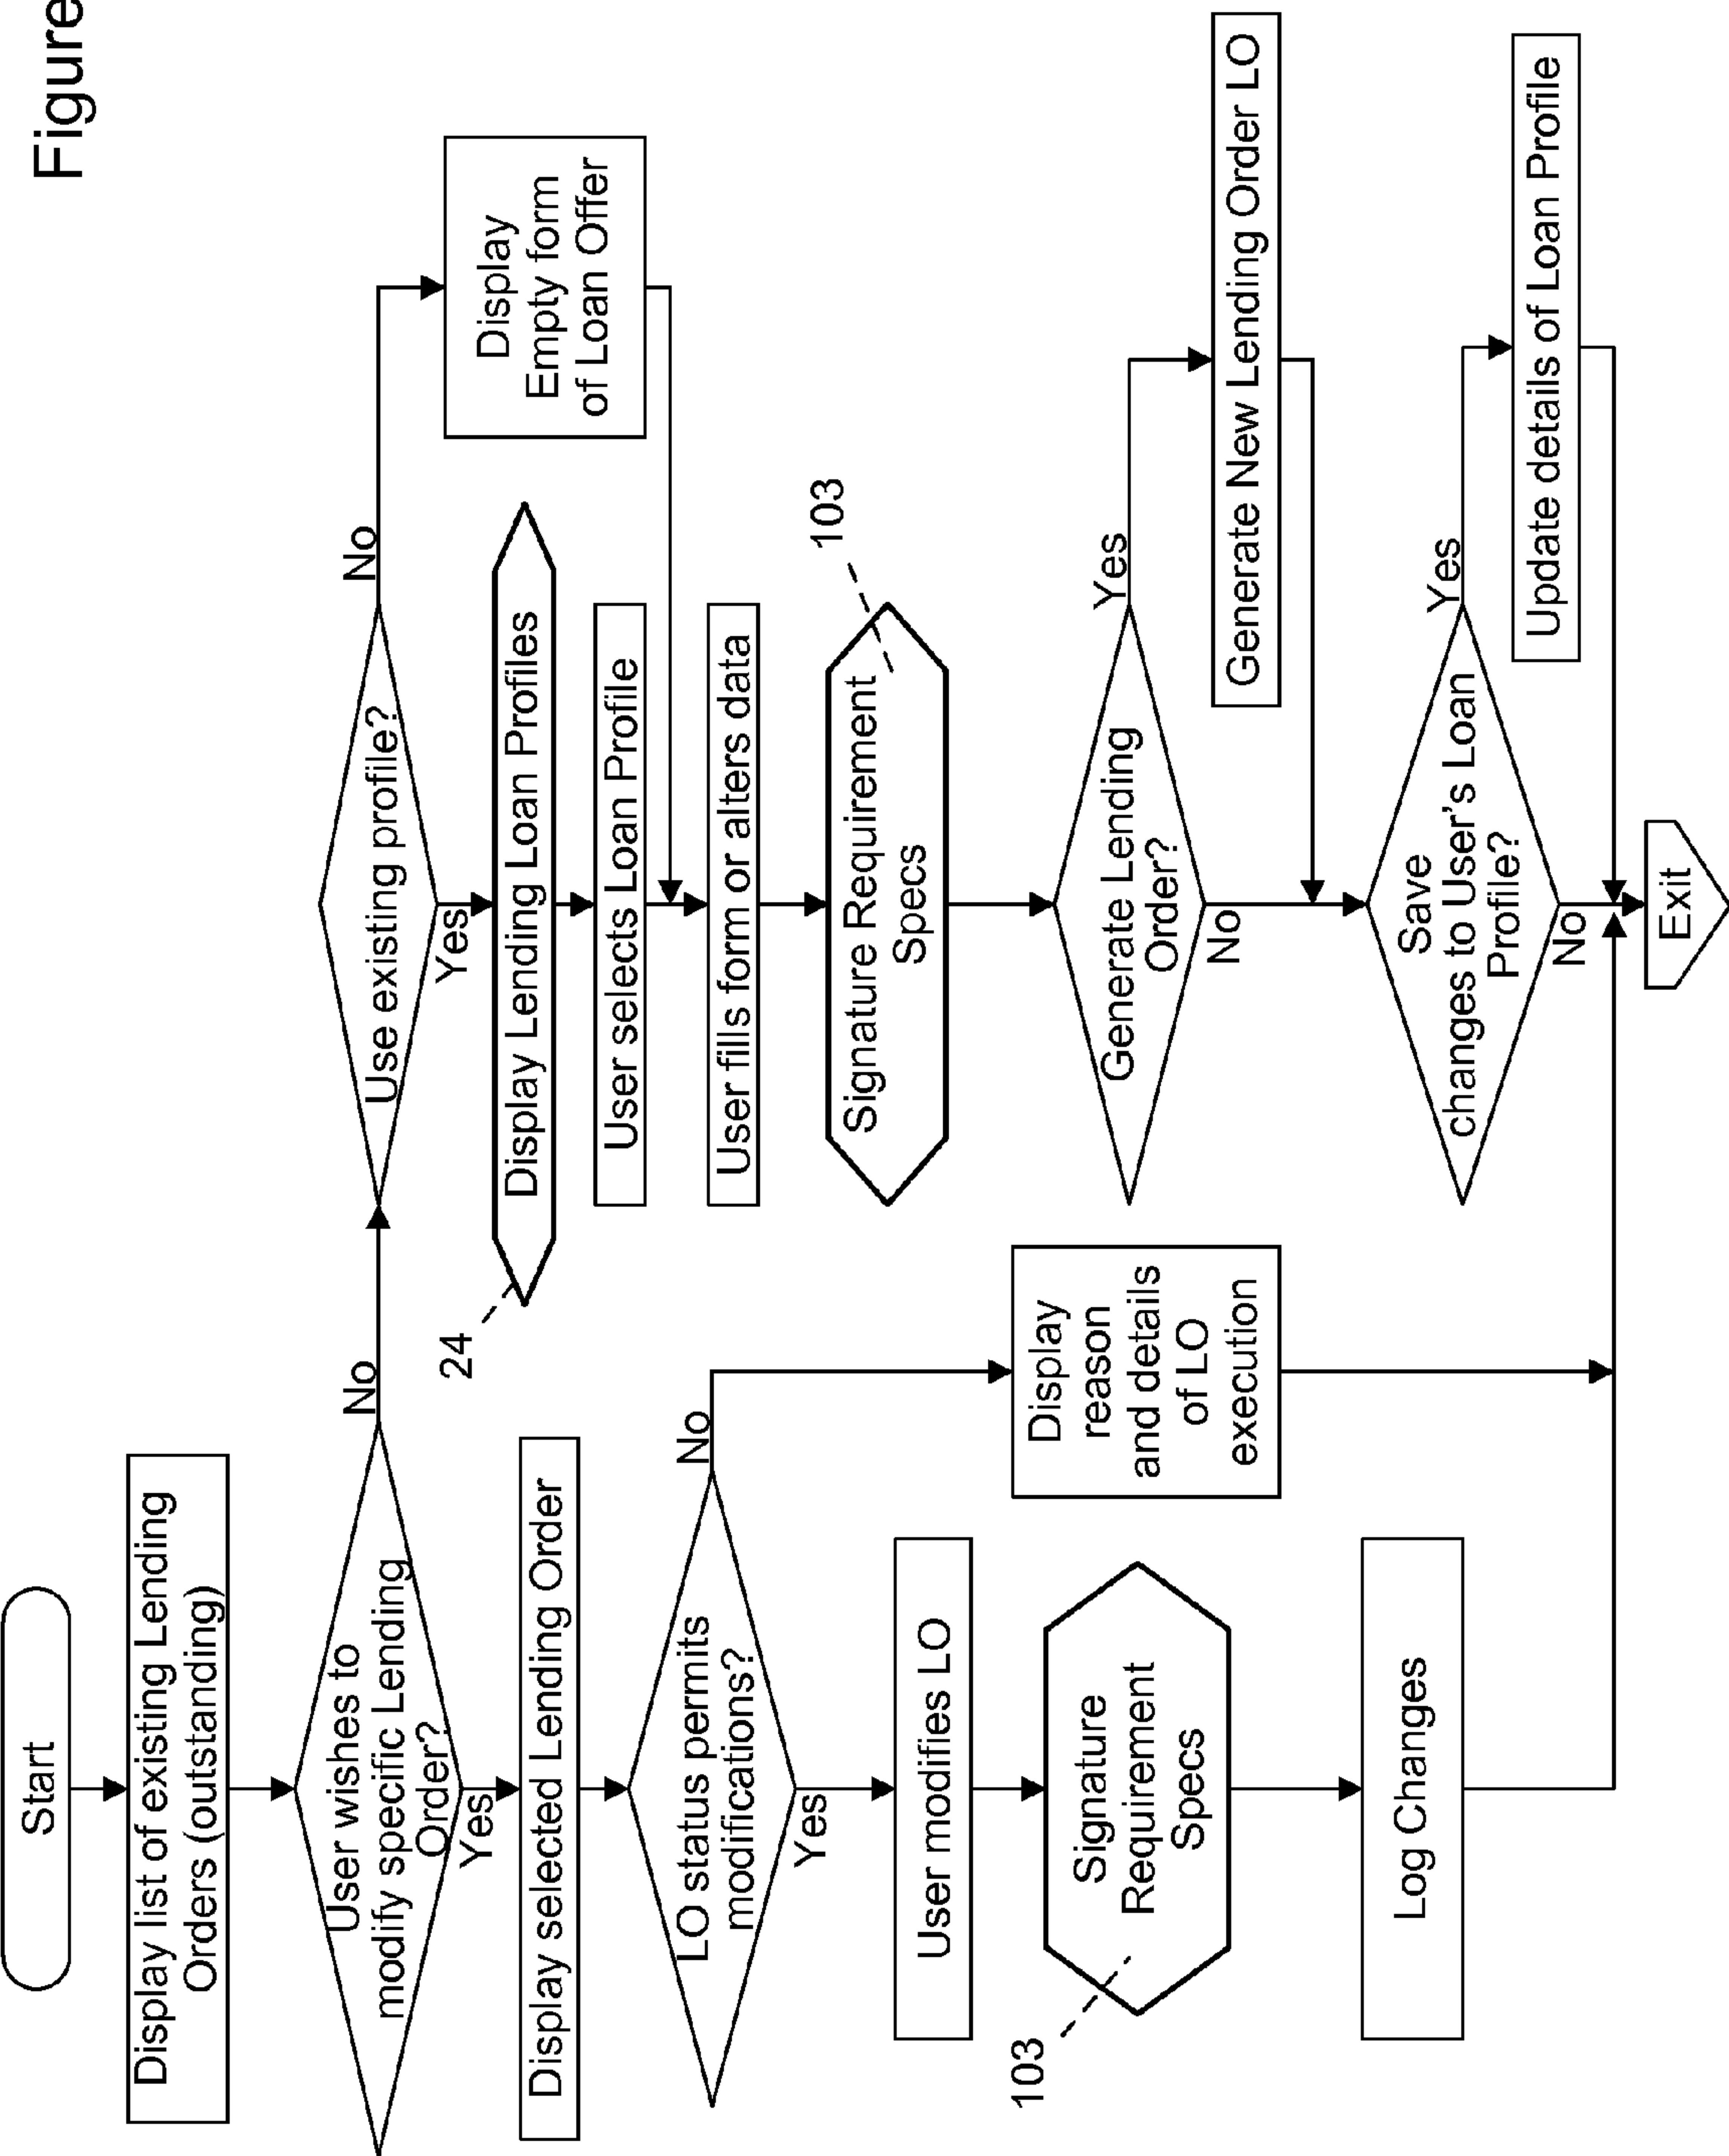 Figure
Start
Display list of existing Lending
Orders (outstanding)
User wishes to
modify specific Lending
Order?
No
Yes
Display selected Lending Order
LO status permits
modifications?
No
Yes
User modifies LO
Signature
Requirement
Specs
103
Log Changes
Display
reason
and details
of LO
execution
Use existing profile?
No
Yes
Display
Empty form
of Loan Offer
24
Display Lending Loan Profiles
User selects Loan Profile
User fills form or alters data
Signature Requirement
Specs
103
Generate Lending
Order?
Yes
No
Generate New Lending Order LO
Save
changes to User's Loan
Profile?
Yes
No
Update details of Loan Profile
Exit